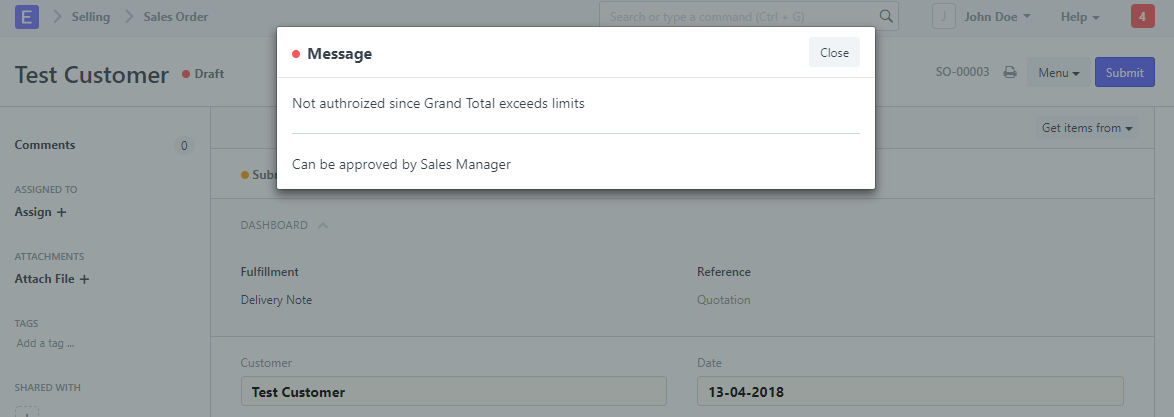 E Selling Sales Order Search or type a command (Ctrl + G) J John Doe Help 4
Message Close
Test Customer Draft SO-00003 Menu Submit
Not authroized since Grand Total exceeds limits
Get items from
Comments 0
Can be approved by Sales Manager
ASSIGNED TO
Assign +
DASHBOARD
ATTACHMENTS
Attach File +
Fulfillment Reference
Delivery Note Quotation
TAGS
Add a tag ...
Customer Date
SHARED WITH
Test Customer 13-04-2018